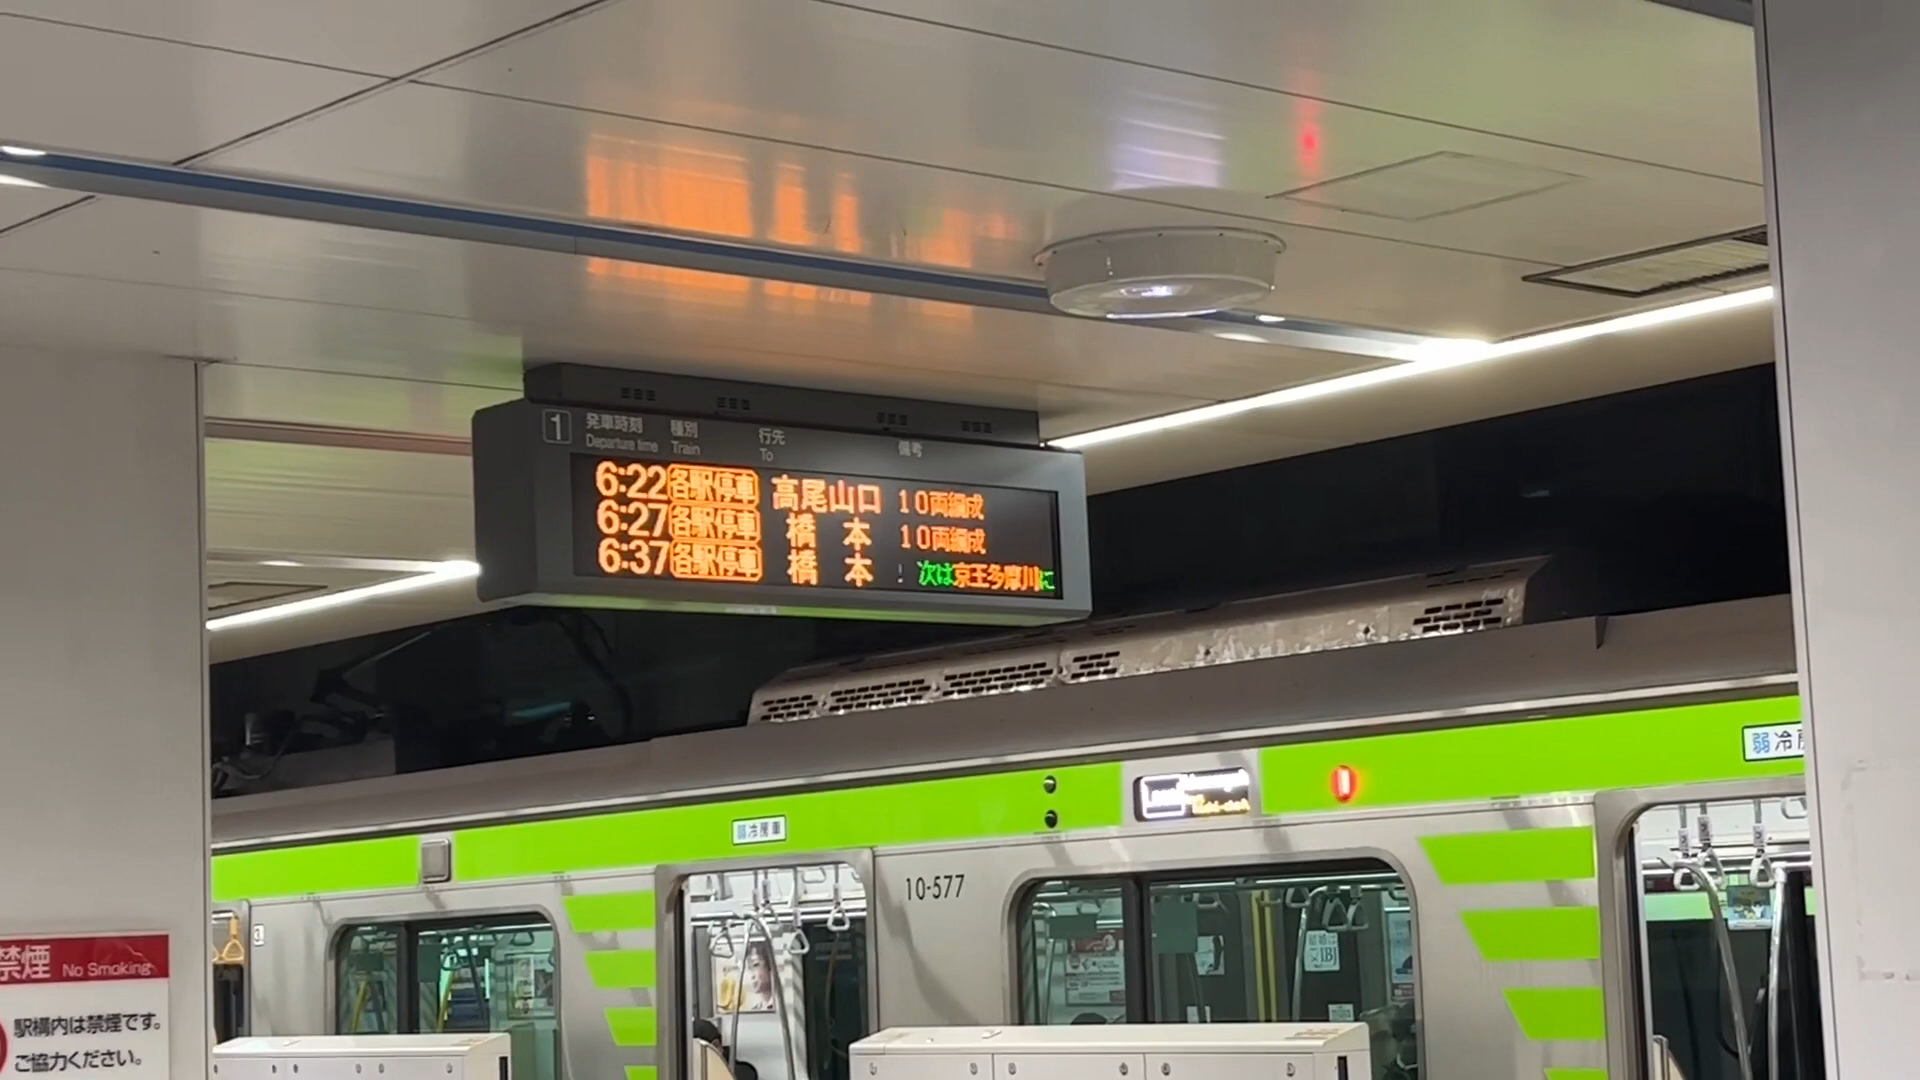 1 発車時刻 種別 行先 備考
Departure time Train To
6:22 各駅停車 高尾山口 10両編成
6:27 各駅停車 橋本 10両編成
6:37 各駅停車 橋本 次は京王多摩川に
弱冷
弱冷房車
10-577
禁煙 No Smoking
駅構内は禁煙です。
ご協力ください。
IBJ